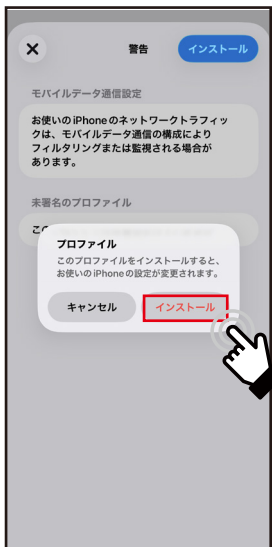 警告
インストール
モバイルデータ通信設定
お使いのiPhoneのネットワークトラフィッ
クは、モバイルデータ通信の構成により
フィルタリングまたは監視される場合が
あります。
未署名のプロファイル
プロファイル
このプロファイルをインストールすると、
お使いのiPhoneの設定が変更されます。
キャンセル
インストール